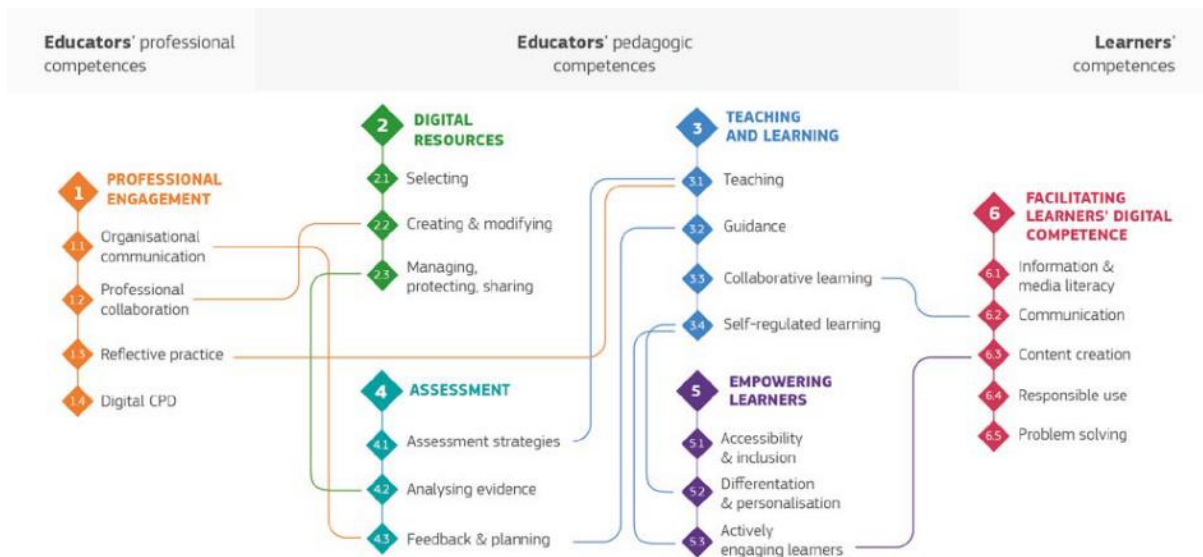 Educators' professional
competences
Educators' pedagogic
competences
Learners'
competences
1
PROFESSIONAL
ENGAGEMENT
1.1
Organisational
communication
1.2
Professional
collaboration
1.3
Reflective practice
1.4
Digital CPD
2
DIGITAL
RESOURCES
2.1
Selecting
2.2
Creating & modifying
2.3
Managing,
protecting, sharing
3
TEACHING
AND LEARNING
3.1
Teaching
3.2
Guidance
3.3
Collaborative learning
3.4
Self-regulated learning
4
ASSESSMENT
4.1
Assessment strategies
4.2
Analysing evidence
4.3
Feedback & planning
5
EMPOWERING
LEARNERS
5.1
Accessibility
& inclusion
5.2
Differentation
& personalisation
5.3
Actively
engaging learners
6
FACILITATING
LEARNERS' DIGITAL
COMPETENCE
6.1
Information &
media literacy
6.2
Communication
6.3
Content creation
6.4
Responsible use
6.5
Problem solving